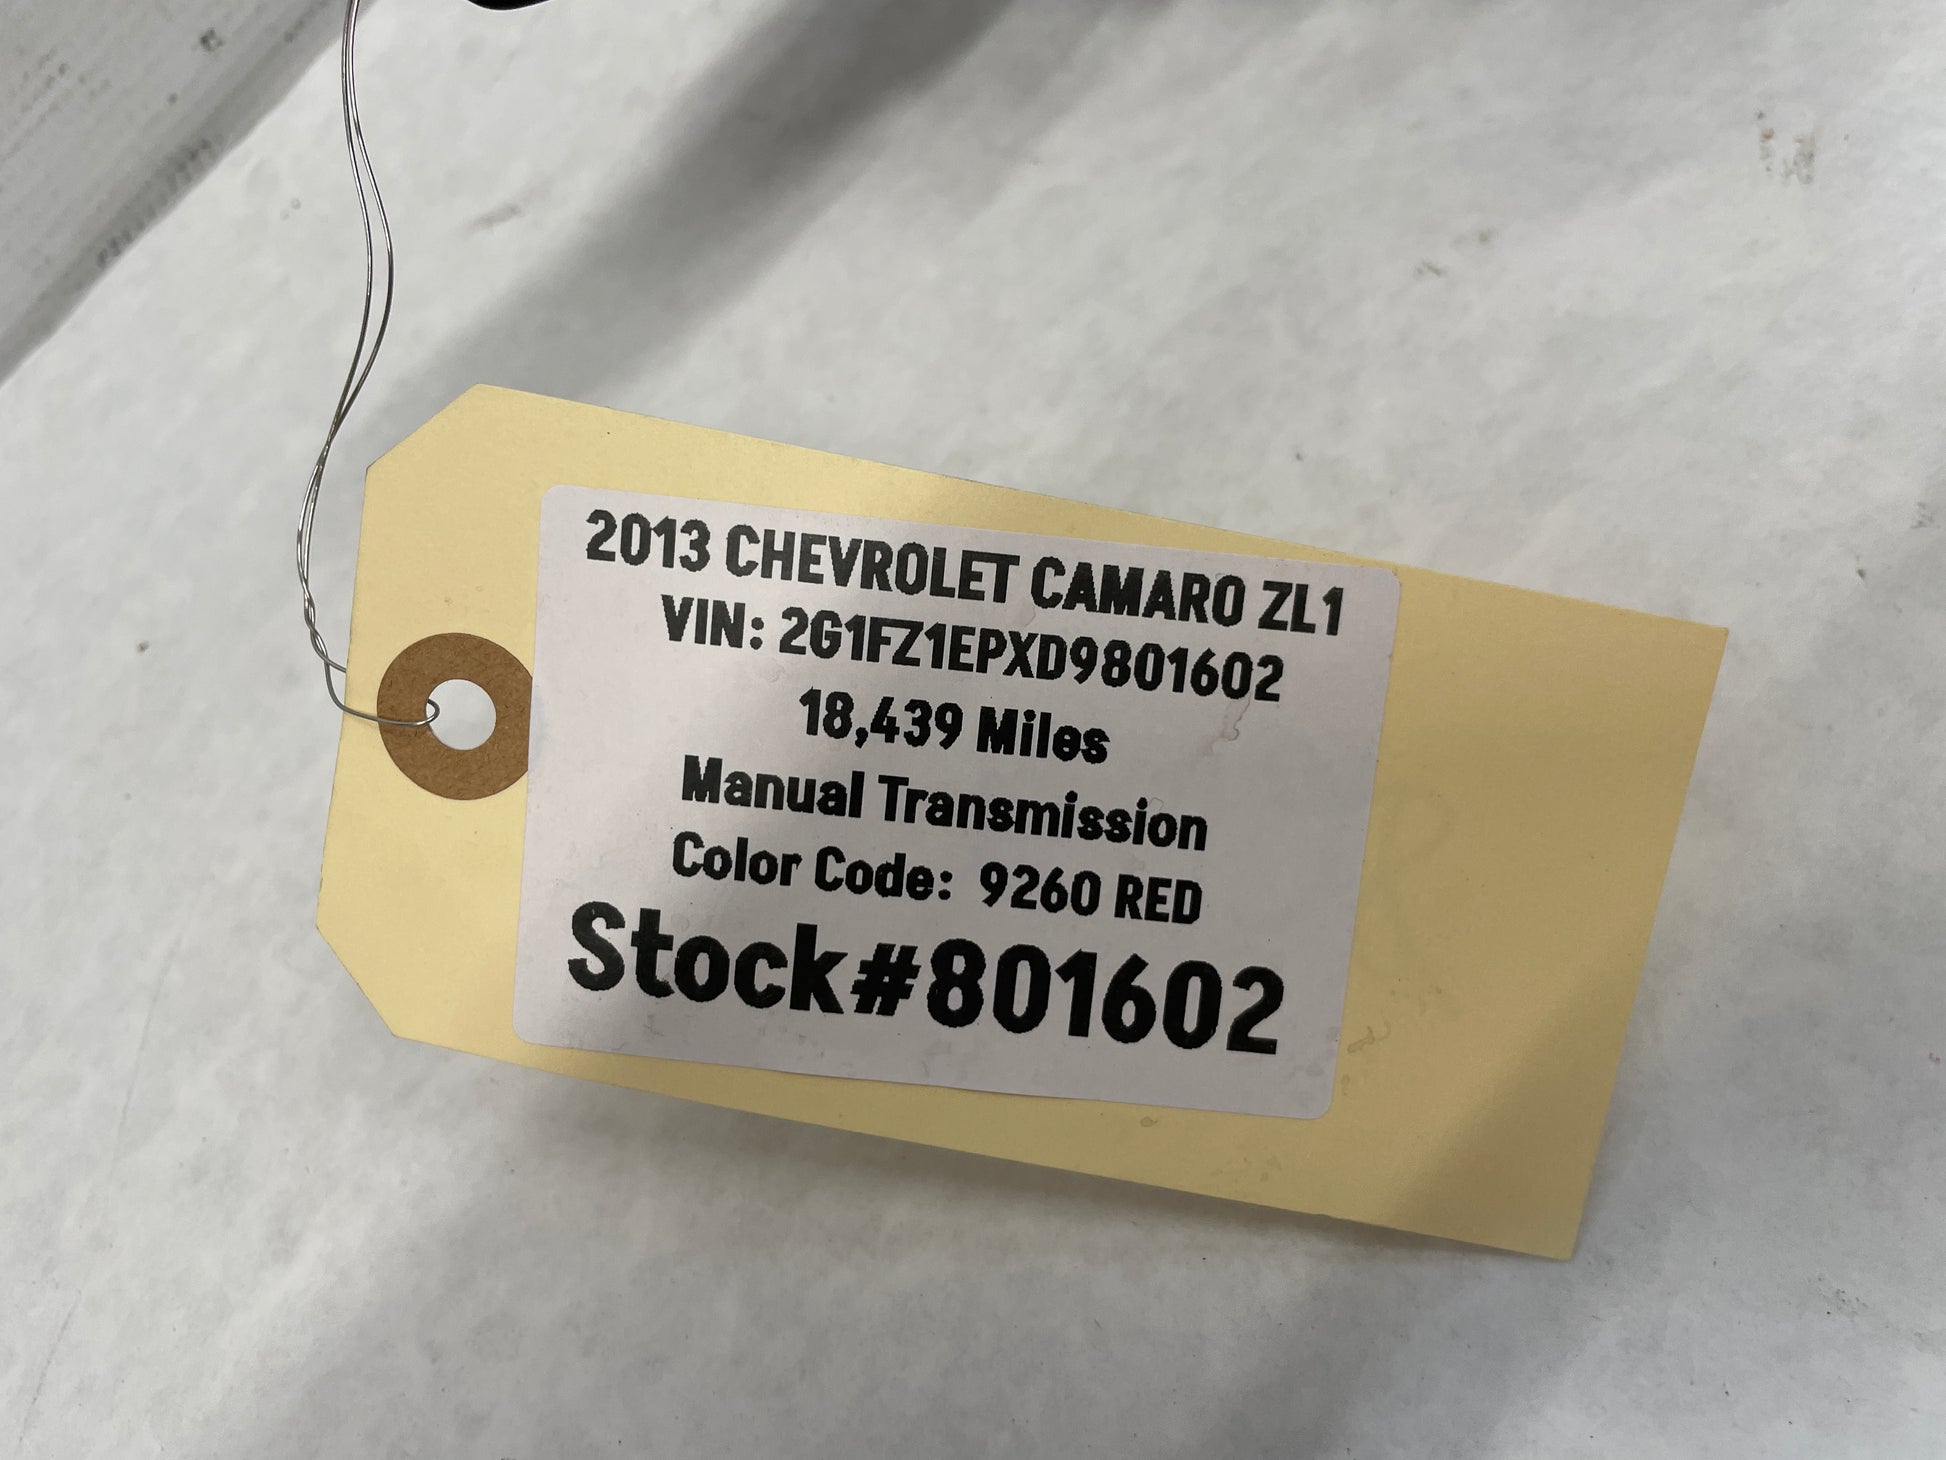 2013 CHEVROLET CAMARO ZL1
VIN: 2G1FZ1EPXD9801602
18,439 Miles
Manual Transmission
Color Code: 9260 RED
Stock#801602